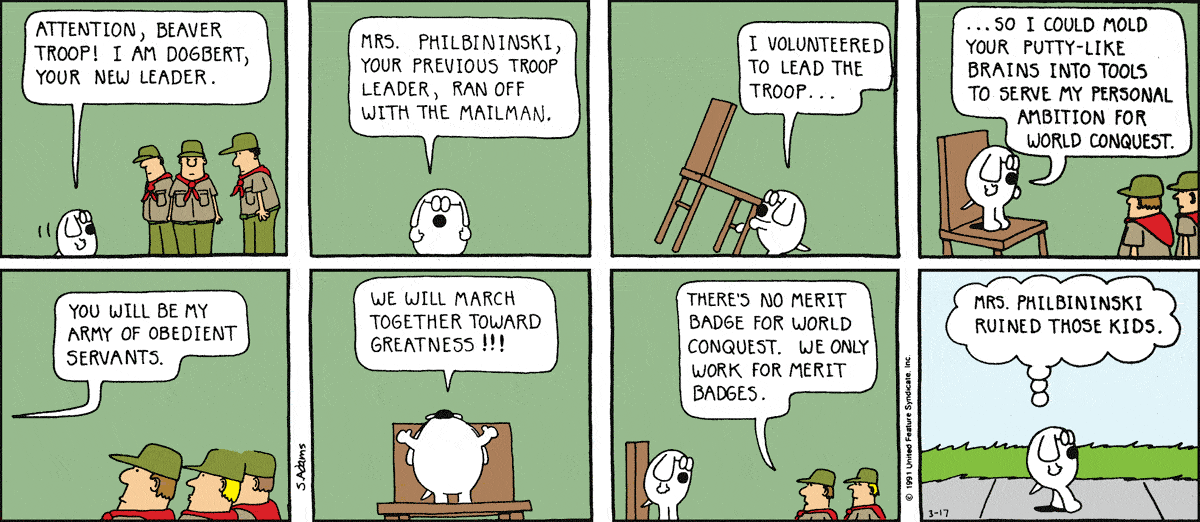 ATTENTION, BEAVER
TROOP! I AM DOGBERT,
YOUR NEW LEADER.
MRS. PHILBININSKI,
YOUR PREVIOUS TROOP
LEADER, RAN OFF
WITH THE MAILMAN.
I VOLUNTEERED
TO LEAD THE
TROOP...
...SO I COULD MOLD
YOUR PUTTY-LIKE
BRAINS INTO TOOLS
TO SERVE MY PERSONAL
AMBITION FOR
WORLD CONQUEST.
YOU WILL BE MY
ARMY OF OBEDIENT
SERVANTS.
S. Adams
WE WILL MARCH
TOGETHER TOWARD
GREATNESS!!!
THERE'S NO MERIT
BADGE FOR WORLD
CONQUEST. WE ONLY
WORK FOR MERIT
BADGES.
© 1991 United Feature Syndicate, Inc.
MRS. PHILBININSKI
RUINED THOSE KIDS.
3-17